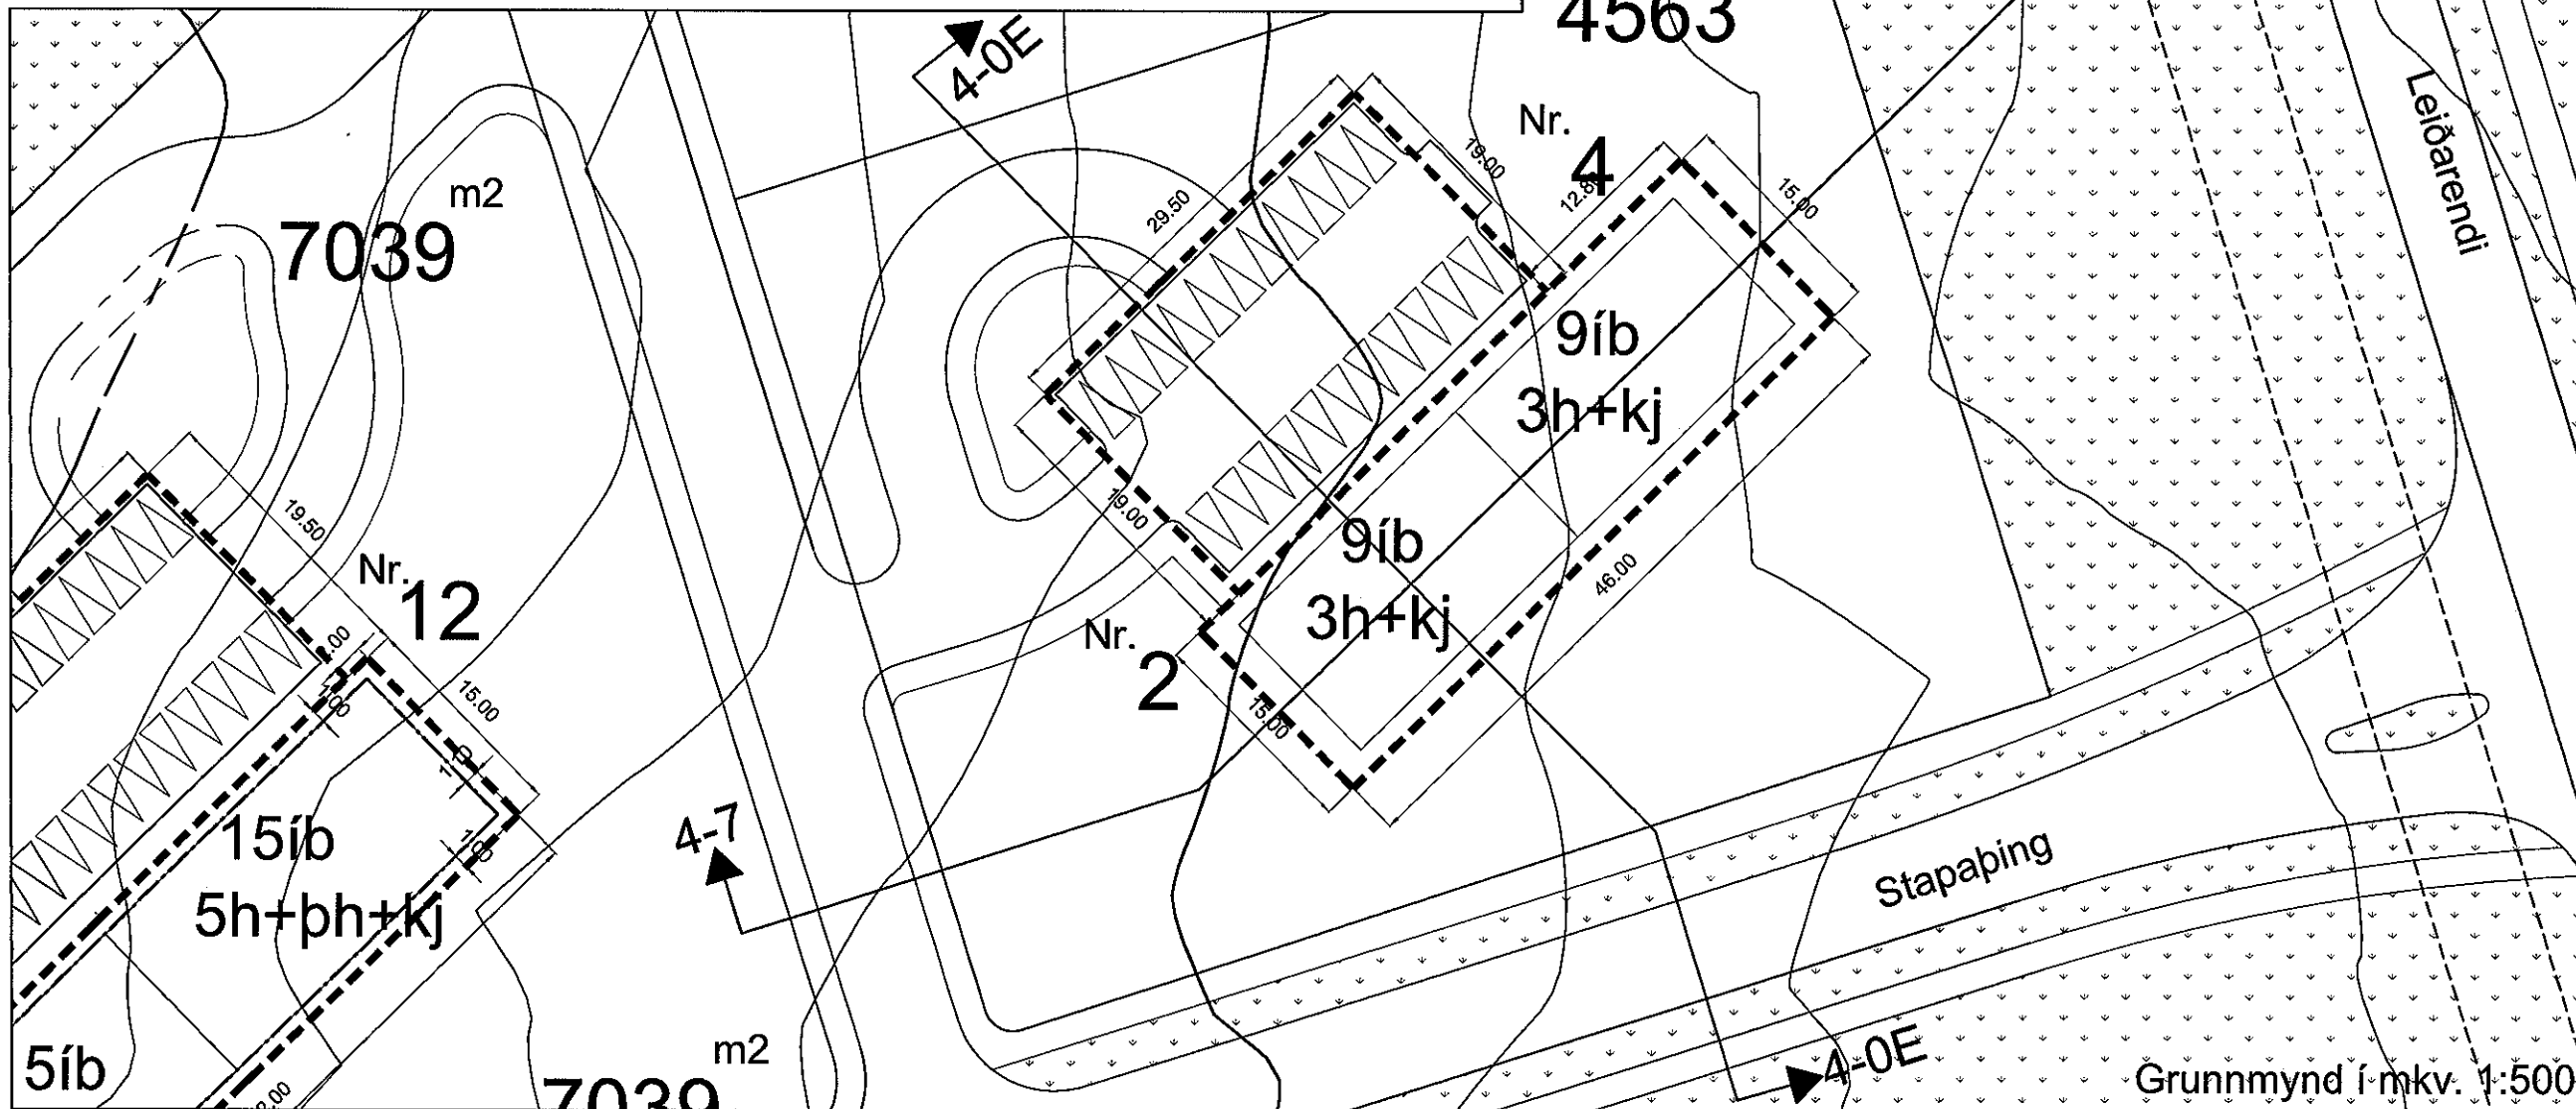 4563
4-0E
Nr.
4
19.00
12.8
15.00
Leiðarendi
m2
7039
29.50
9íb
3h+kj
19.50
19.00
Nr.
12
9íb
3h+kj
46.00
Nr.
2
15.00
15.00
4-7
15íb
5h+þh+kj
Stapaþing
5íb
m2
7039
4-0E
Grunnmynd í mkv. 1:500